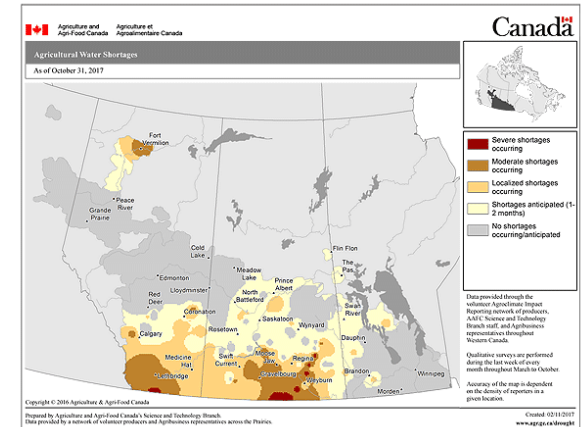 Agriculture and
Agri-Food Canada
Agriculture et
Agroalimentaire Canada
Canada
Agricultural Water Shortages
As of October 31, 2017
Fort
Vermilion
Peace
River
Grande
Prairie
Cold
Lake
Edmonton
Lloydminster
Meadow
Lake
Flin Flon
The
Pas
Prince
Albert
North
Battleford
Red
Deer
Coronation
Saskatoon
Swan
River
Rosetown
Wynyard
Calgary
Dauphin
Medicine
Hat
Swift
Current
Moose
Jaw
Regina
Lethbridge
Weyburn
Brandon
Winnipeg
Morden
Severe shortages
occurring
Moderate shortages
occurring
Localized shortages
occurring
Shortages anticipated (1-
2 months)
No shortages
occurring/anticipated
Data provided through the
volunteer Agroclimate Impact
Reporting network of producers,
AAFC Science and Technology
Branch staff, and Agribusiness
representatives throughout
Western Canada.
Qualitative surveys are performed
during the last week of every
month throughout March to October.
Accuracy of the map is dependent
on the density of reporters in a
given location.
Copyright © 2016 Agriculture & Agri-Food Canada
Prepared by Agriculture and Agri-Food Canada's Science and Technology Branch.
Data provided by a network of volunteer producers and Agribusiness representatives across the Prairies.
Created: 02/11/2017
www.agr.gc.ca/drought